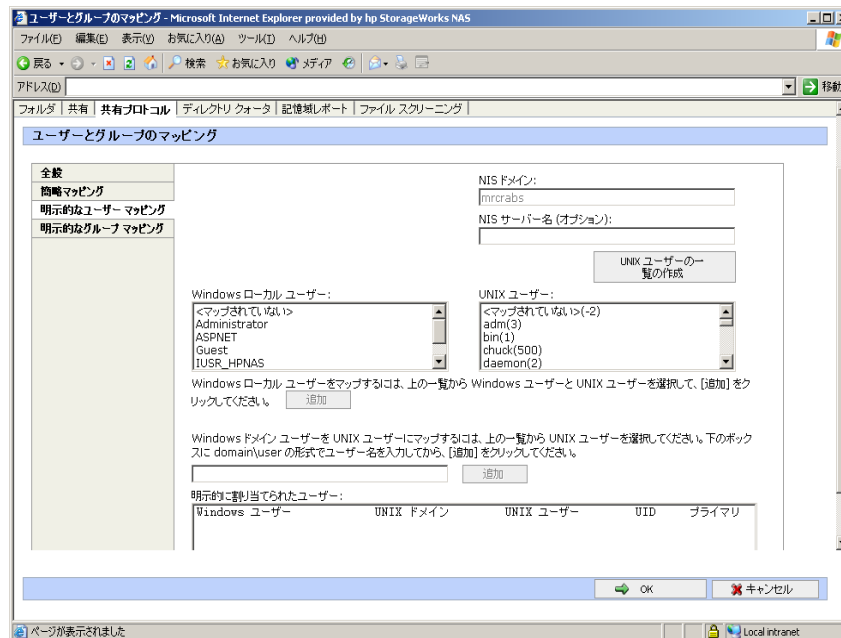 ユーザーとグループのマッピング - Microsoft Internet Explorer provided by hp StorageWorks NAS
ファイル(F) 編集(E) 表示(V) お気に入り(A) ツール(T) ヘルプ(H)
戻る 検索 お気に入り メディア
アドレス(D) 移動
フォルダ 共有 共有プロトコル ディレクトリ クォータ 記憶域レポート ファイル スクリーニング
ユーザーとグループのマッピング
全般
簡略マッピング
明示的なユーザー マッピング
明示的なグループ マッピング
NIS ドメイン:
mrcrabs
NIS サーバー名 (オプション):
UNIX ユーザーの一
覧の作成
Windows ローカル ユーザー:
<マップされていない>
Administrator
ASPNET
Guest
IUSR_HPNAS
UNIX ユーザー:
<マップされていない>(-2)
adm(3)
bin(1)
chuck(500)
daemon(2)
Windows ローカル ユーザーをマップするには、上の一覧から Windows ユーザーと UNIX ユーザーを選択して、[追加] をク
リックしてください。 追加
Windows ドメイン ユーザーを UNIX ユーザーにマップするには、上の一覧から UNIX ユーザーを選択してください。下のボック
スに domain\user の形式でユーザー名を入力してから、[追加] をクリックしてください。
追加
明示的に割り当てられたユーザー:
Windows ユーザー UNIX ドメイン UNIX ユーザー UID プライマリ
OK キャンセル
ページが表示されました Local intranet